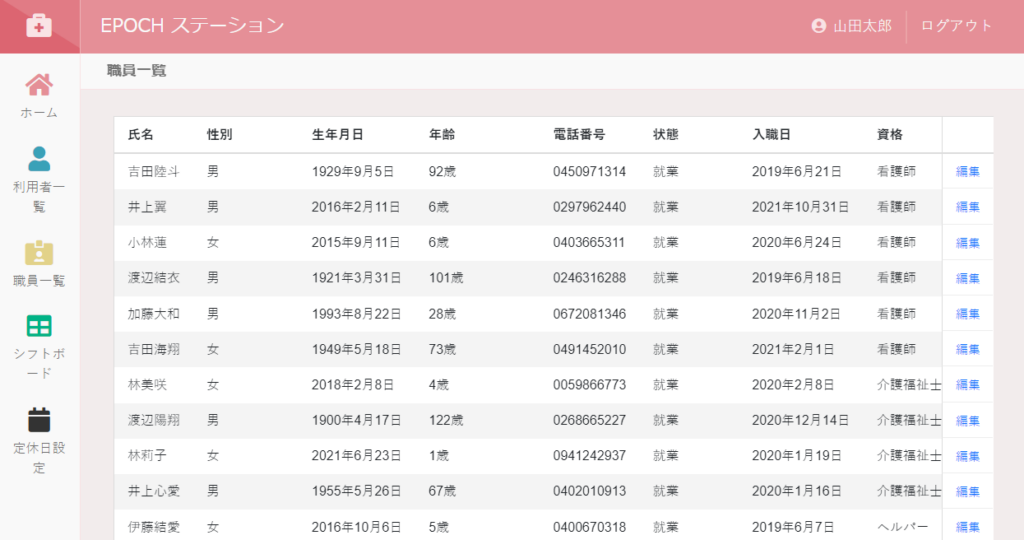 EPOCH ステーション
山田太郎 ログアウト
職員一覧
ホーム
利用者一
覧
職員一覧
シフトボ
ード
定休日設
定
氏名 性別 生年月日 年齢 電話番号 状態 入職日 資格
吉田陸斗 男 1929年9月5日 92歳 0450971314 就業 2019年6月21日 看護師 編集
井上翼 男 2016年2月11日 6歳 0297962440 就業 2021年10月31日 看護師 編集
小林蓮 女 2015年9月11日 6歳 0403665311 就業 2020年6月24日 看護師 編集
渡辺結衣 男 1921年3月31日 101歳 0246316288 就業 2019年6月18日 看護師 編集
加藤大和 男 1993年8月22日 28歳 0672081346 就業 2020年11月2日 看護師 編集
吉田海翔 女 1949年5月18日 73歳 0491452010 就業 2021年2月1日 看護師 編集
林美咲 女 2018年2月8日 4歳 0059866773 就業 2020年2月8日 介護福祉士 編集
渡辺陽翔 男 1900年4月17日 122歳 0268665227 就業 2020年12月14日 介護福祉士 編集
林莉子 女 2021年6月23日 1歳 0941242937 就業 2020年1月19日 介護福祉士 編集
井上心愛 男 1955年5月26日 67歳 0402010913 就業 2020年1月16日 介護福祉士 編集
伊藤結愛 女 2016年10月6日 5歳 0400670318 就業 2019年6月7日 ヘルパー 編集